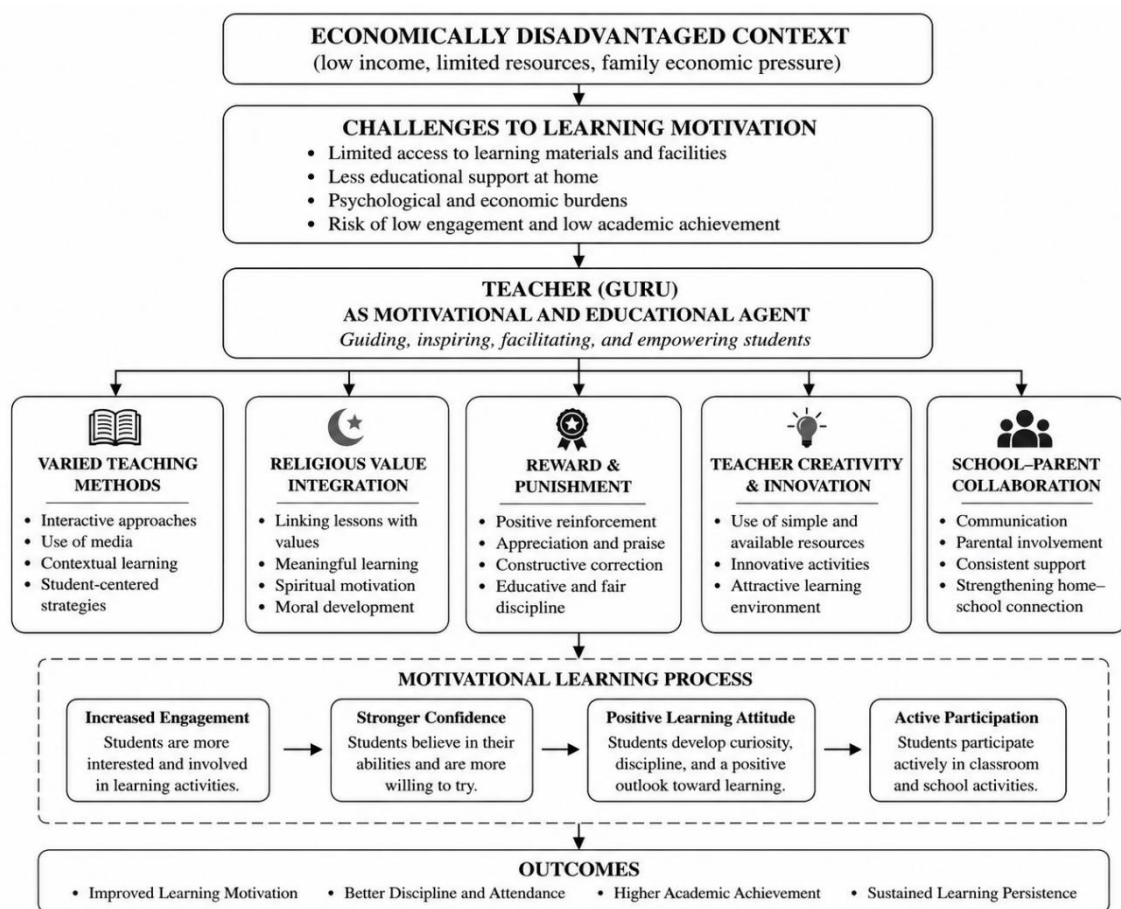 ECONOMICALLY DISADVANTAGED CONTEXT
(low income, limited resources, family economic pressure)
CHALLENGES TO LEARNING MOTIVATION
• Limited access to learning materials and facilities
• Less educational support at home
• Psychological and economic burdens
• Risk of low engagement and low academic achievement
TEACHER (GURU)
AS MOTIVATIONAL AND EDUCATIONAL AGENT
Guiding, inspiring, facilitating, and empowering students
VARIED TEACHING
METHODS
• Interactive approaches
• Use of media
• Contextual learning
• Student-centered
strategies
RELIGIOUS VALUE
INTEGRATION
• Linking lessons with
values
• Meaningful learning
• Spiritual motivation
• Moral development
REWARD &
PUNISHMENT
• Positive reinforcement
• Appreciation and praise
• Constructive correction
• Educative and fair
discipline
TEACHER CREATIVITY
& INNOVATION
• Use of simple and
available resources
• Innovative activities
• Attractive learning
environment
SCHOOL–PARENT
COLLABORATION
• Communication
• Parental involvement
• Consistent support
• Strengthening home–
school connection
MOTIVATIONAL LEARNING PROCESS
Increased Engagement
Students are more
interested and involved
in learning activities.
Stronger Confidence
Students believe in their
abilities and are more
willing to try.
Positive Learning Attitude
Students develop curiosity,
discipline, and a positive
outlook toward learning.
Active Participation
Students participate
actively in classroom
and school activities.
OUTCOMES
• Improved Learning Motivation • Better Discipline and Attendance • Higher Academic Achievement • Sustained Learning Persistence